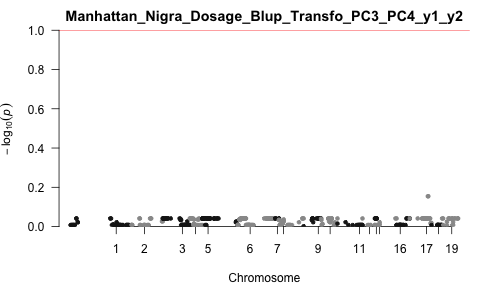 Manhattan_Nigra_Dosage_Blup_Transfo_PC3_PC4_y1_y2
1.0
0.8
0.6
0.4
0.2
0.0
− log10(p)
1 2 3 5 6 7 9 11 16 17 19
Chromosome